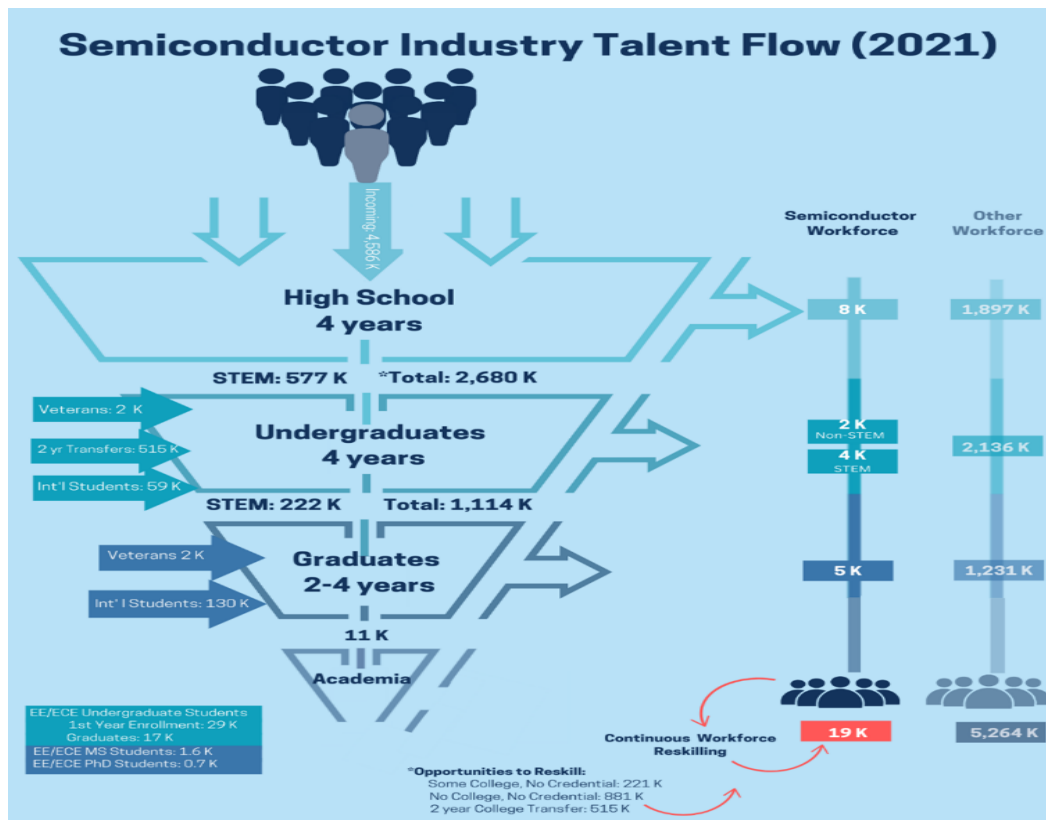 Semiconductor Industry Talent Flow (2021)
Incoming: 4,586 K
Semiconductor
Workforce
Other
Workforce
High School
4 years
8 K
1,897 K
STEM: 577 K
*Total: 2,680 K
Veterans: 2 K
2 yr Transfers: 515 K
Int'l Students: 59 K
Undergraduates
4 years
2 K
Non-STEM
4 K
STEM
2,136 K
STEM: 222 K
Total: 1,114 K
Veterans 2 K
Int' l Students: 130 K
Graduates
2-4 years
5 K
1,231 K
11 K
Academia
EE/ECE Undergraduate Students
1st Year Enrollment: 29 K
Graduates: 17 K
EE/ECE MS Students: 1.6 K
EE/ECE PhD Students: 0.7 K
Continuous Workforce
Reskilling
19 K
5,264 K
*Opportunities to Reskill:
Some College, No Credential: 221 K
No College, No Credential: 881 K
2 year College Transfer: 515 K